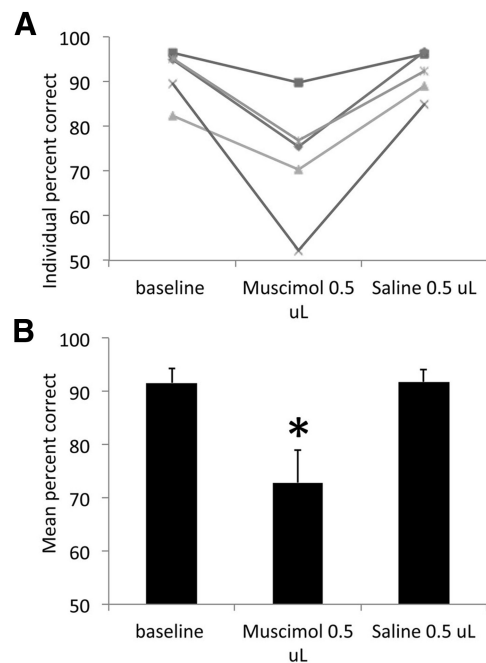 A
Individual percent correct
100
90
80
70
60
50
baseline
Muscimol 0.5
uL
Saline 0.5 uL
B
Mean percent correct
100
90
80
70
60
50
*
baseline
Muscimol 0.5
uL
Saline 0.5 uL